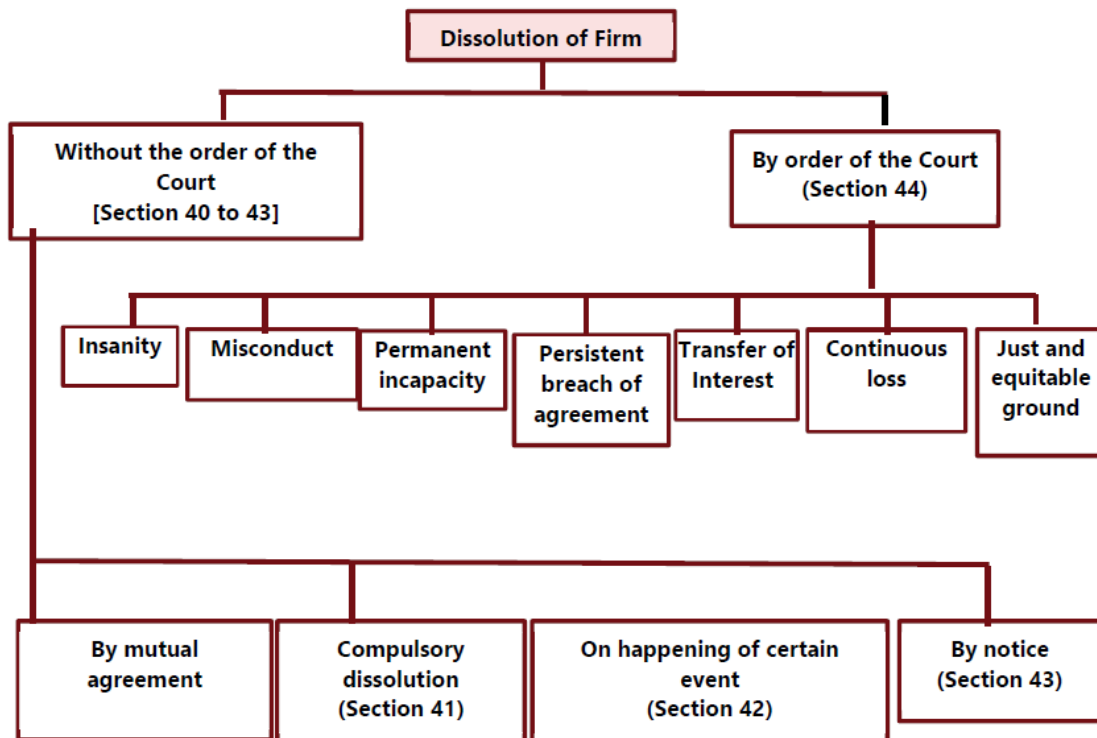 Dissolution of Firm
Without the order of the
Court
[Section 40 to 43]
By order of the Court
(Section 44)
Insanity
Misconduct
Permanent
incapacity
Persistent
breach of
agreement
Transfer of
Interest
Continuous
loss
Just and
equitable
ground
By mutual
agreement
Compulsory
dissolution
(Section 41)
On happening of certain
event
(Section 42)
By notice
(Section 43)